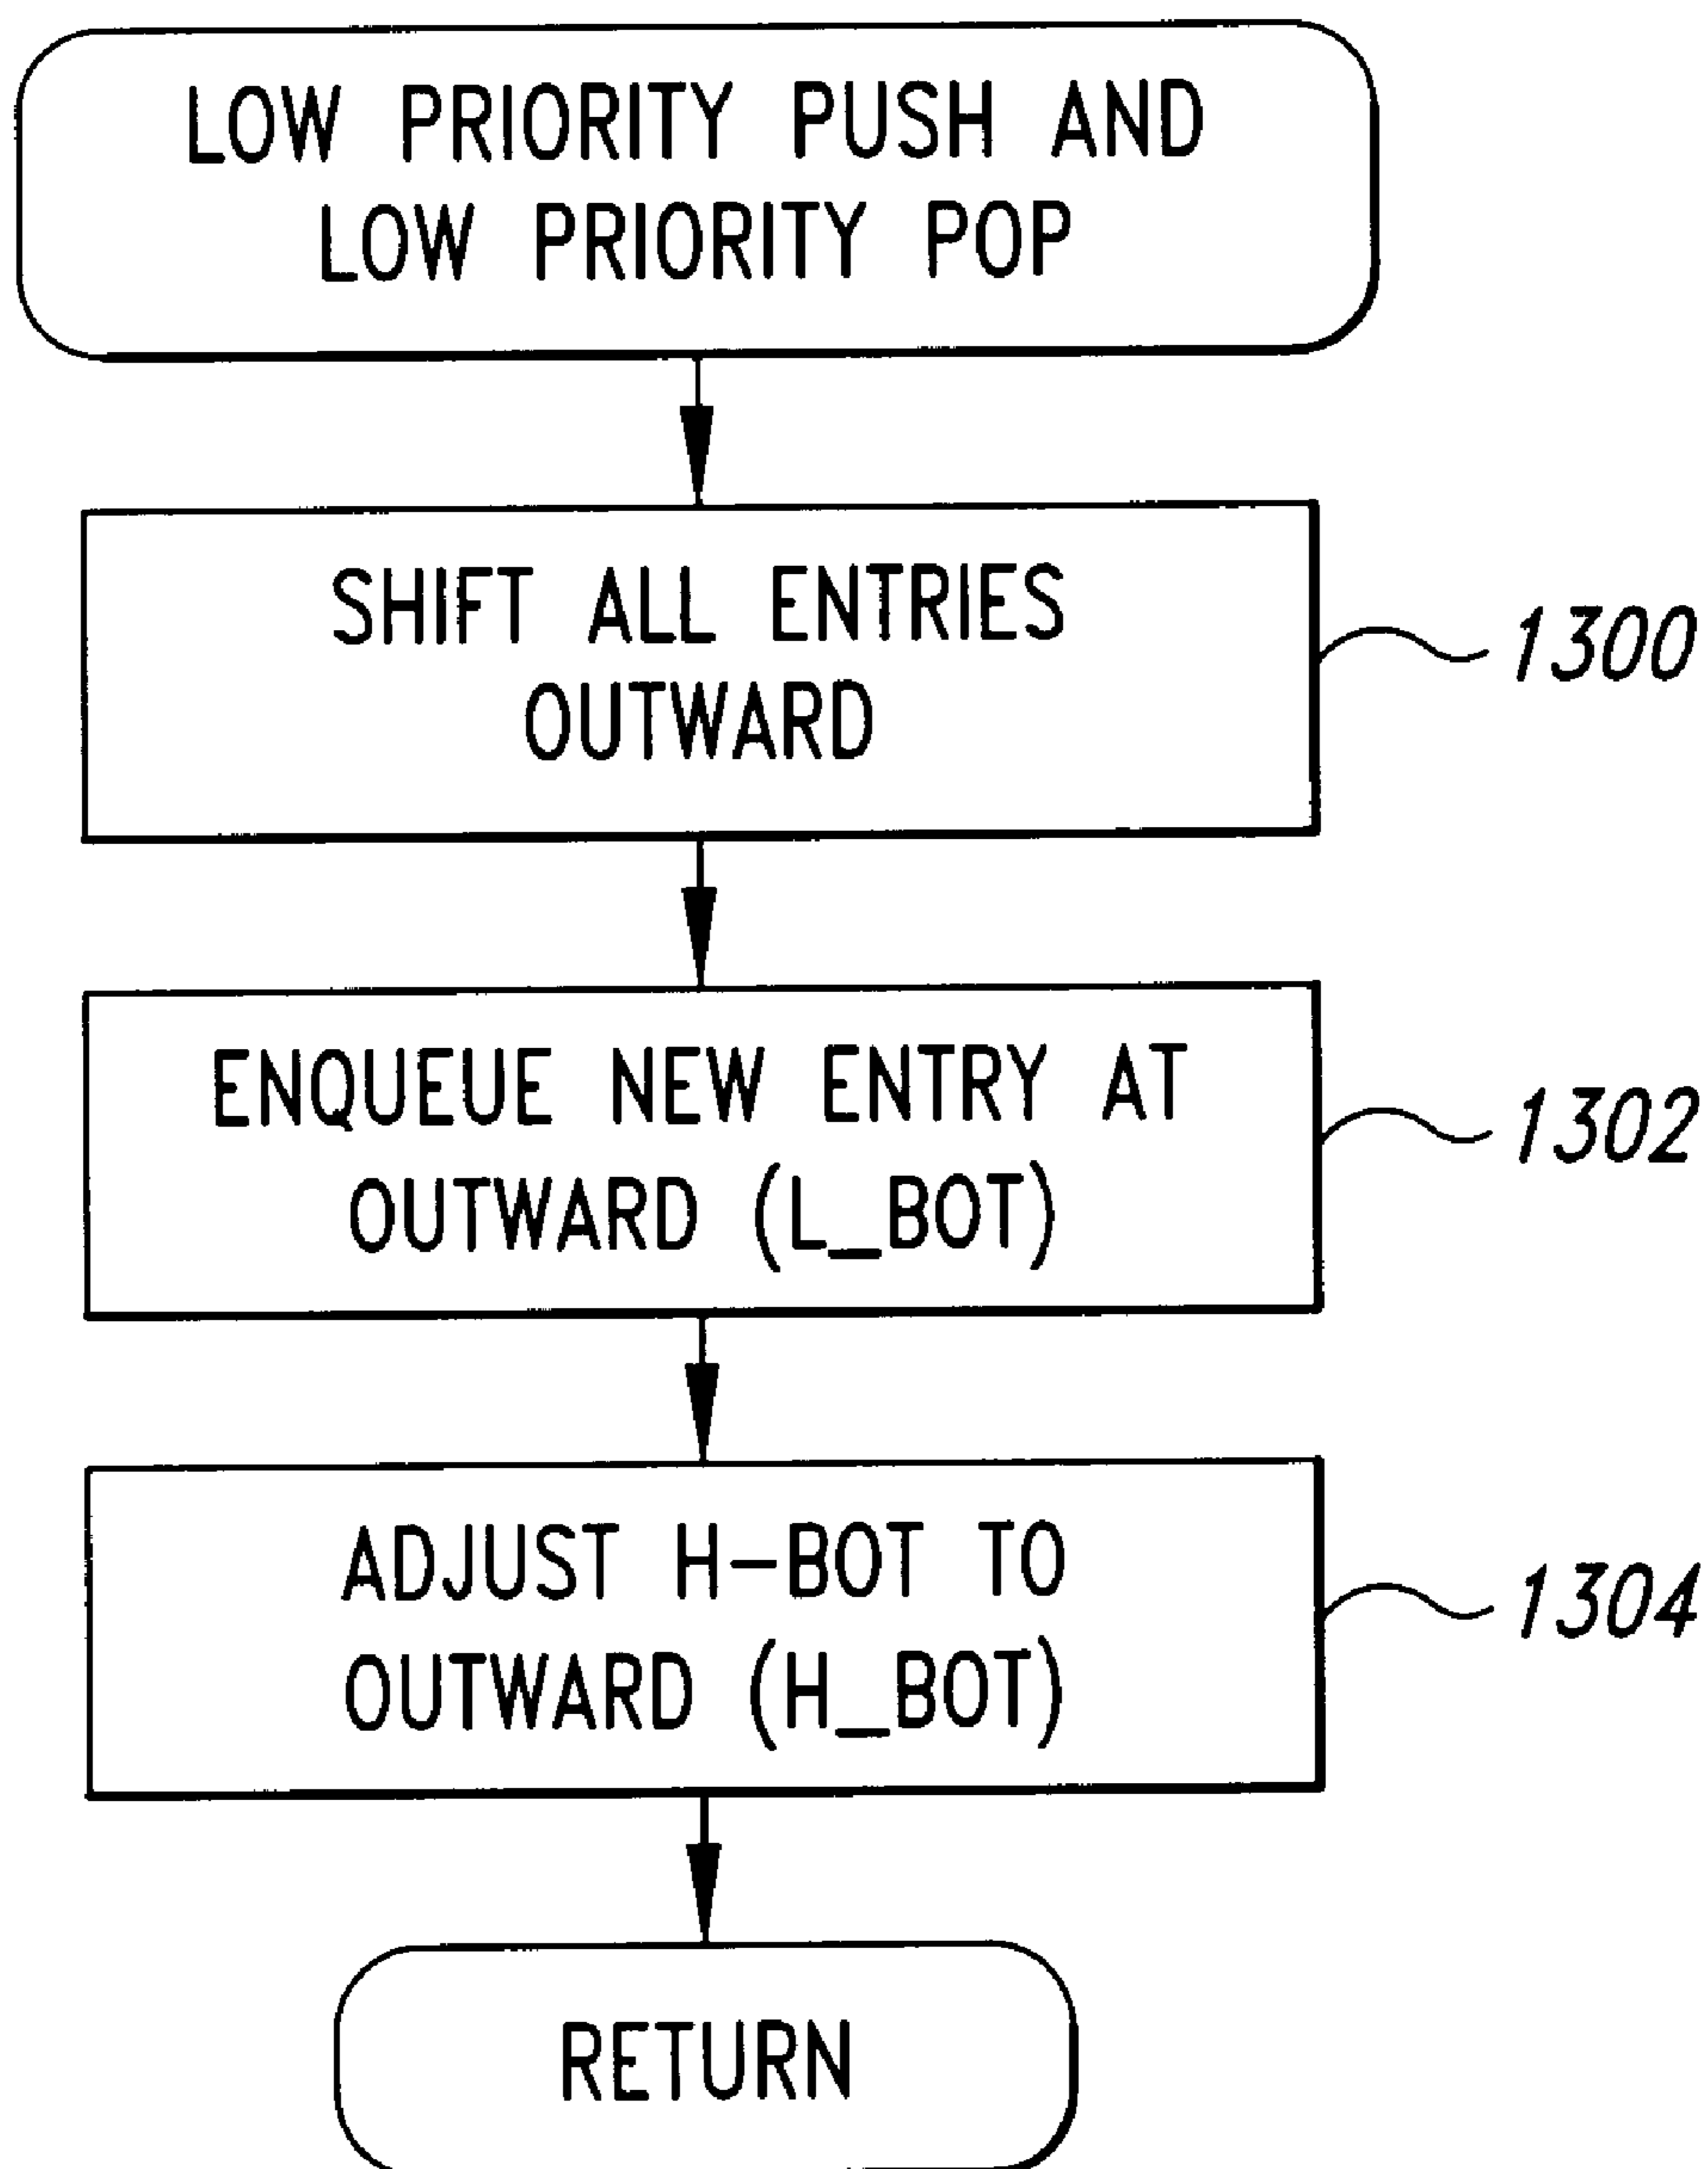 LOW PRIORITY PUSH AND
LOW PRIORITY POP
SHIFT ALL ENTRIES
OUTWARD
1300
ENQUEUE NEW ENTRY AT
OUTWARD (L_BOT)
1302
ADJUST H-BOT TO
OUTWARD (H_BOT)
1304
RETURN